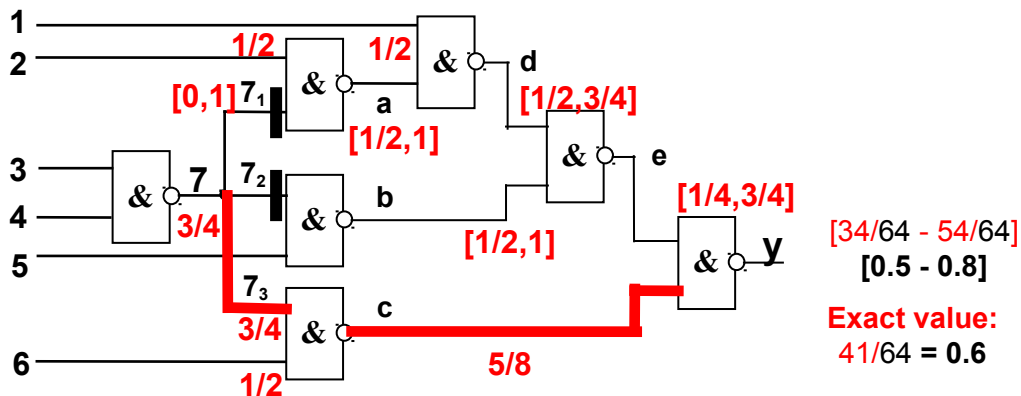 1
1/2
1/2
&
2
&
d
[0,1]
7₁
a
[1/2,3/4]
[1/2,1]
3
&
&
7
7₂
b
e
4
3/4
&
[1/4,3/4]
5
[1/2,1]
&
y
[34/64 - 54/64]
[0.5 - 0.8]
7₃
c
3/4
&
Exact value:
6
5/8
41/64 = 0.6
1/2